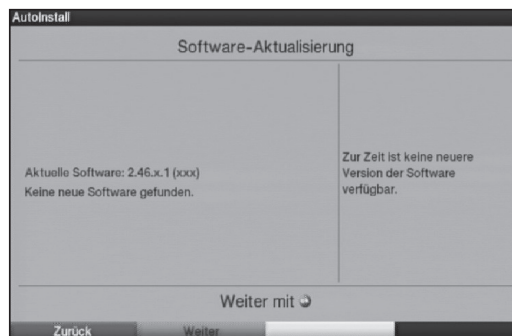 AutoInstall
Software-Aktualisierung
Aktuelle Software: 2.46.x.1 (xxx)
Keine neue Software gefunden.
Zur Zeit ist keine neuere
Version der Software
verfügbar.
Weiter mit
Zurück
Weiter